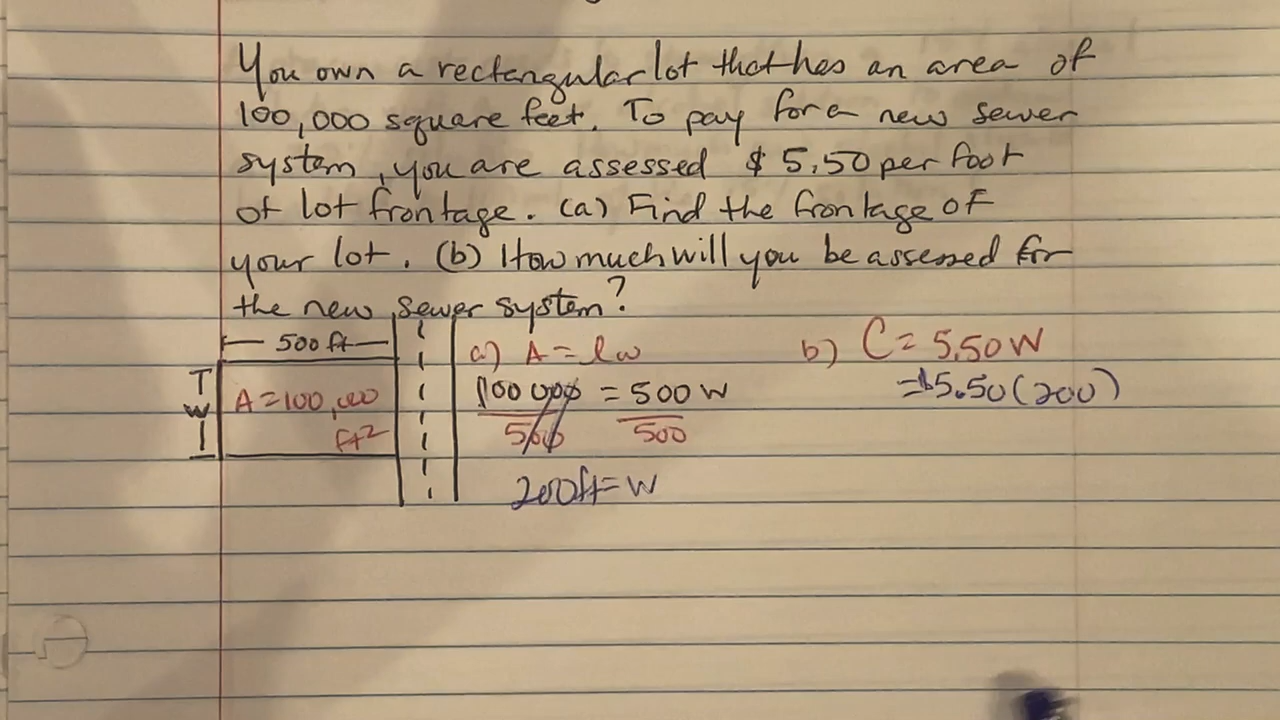 You own a rectangular lot that has an area of
100,000 square feet. To pay for a new sewer
system, you are assessed $5.50 per foot
of lot frontage. (a) Find the frontage of
your lot. (b) How much will you be assessed for
the new sewer system?
500 ft
W
A = 100,000
ft²
a) A = lw
100 000 = 500 W
500 500
200ft = W
b) C = 5.50 W
= $5.50(200)